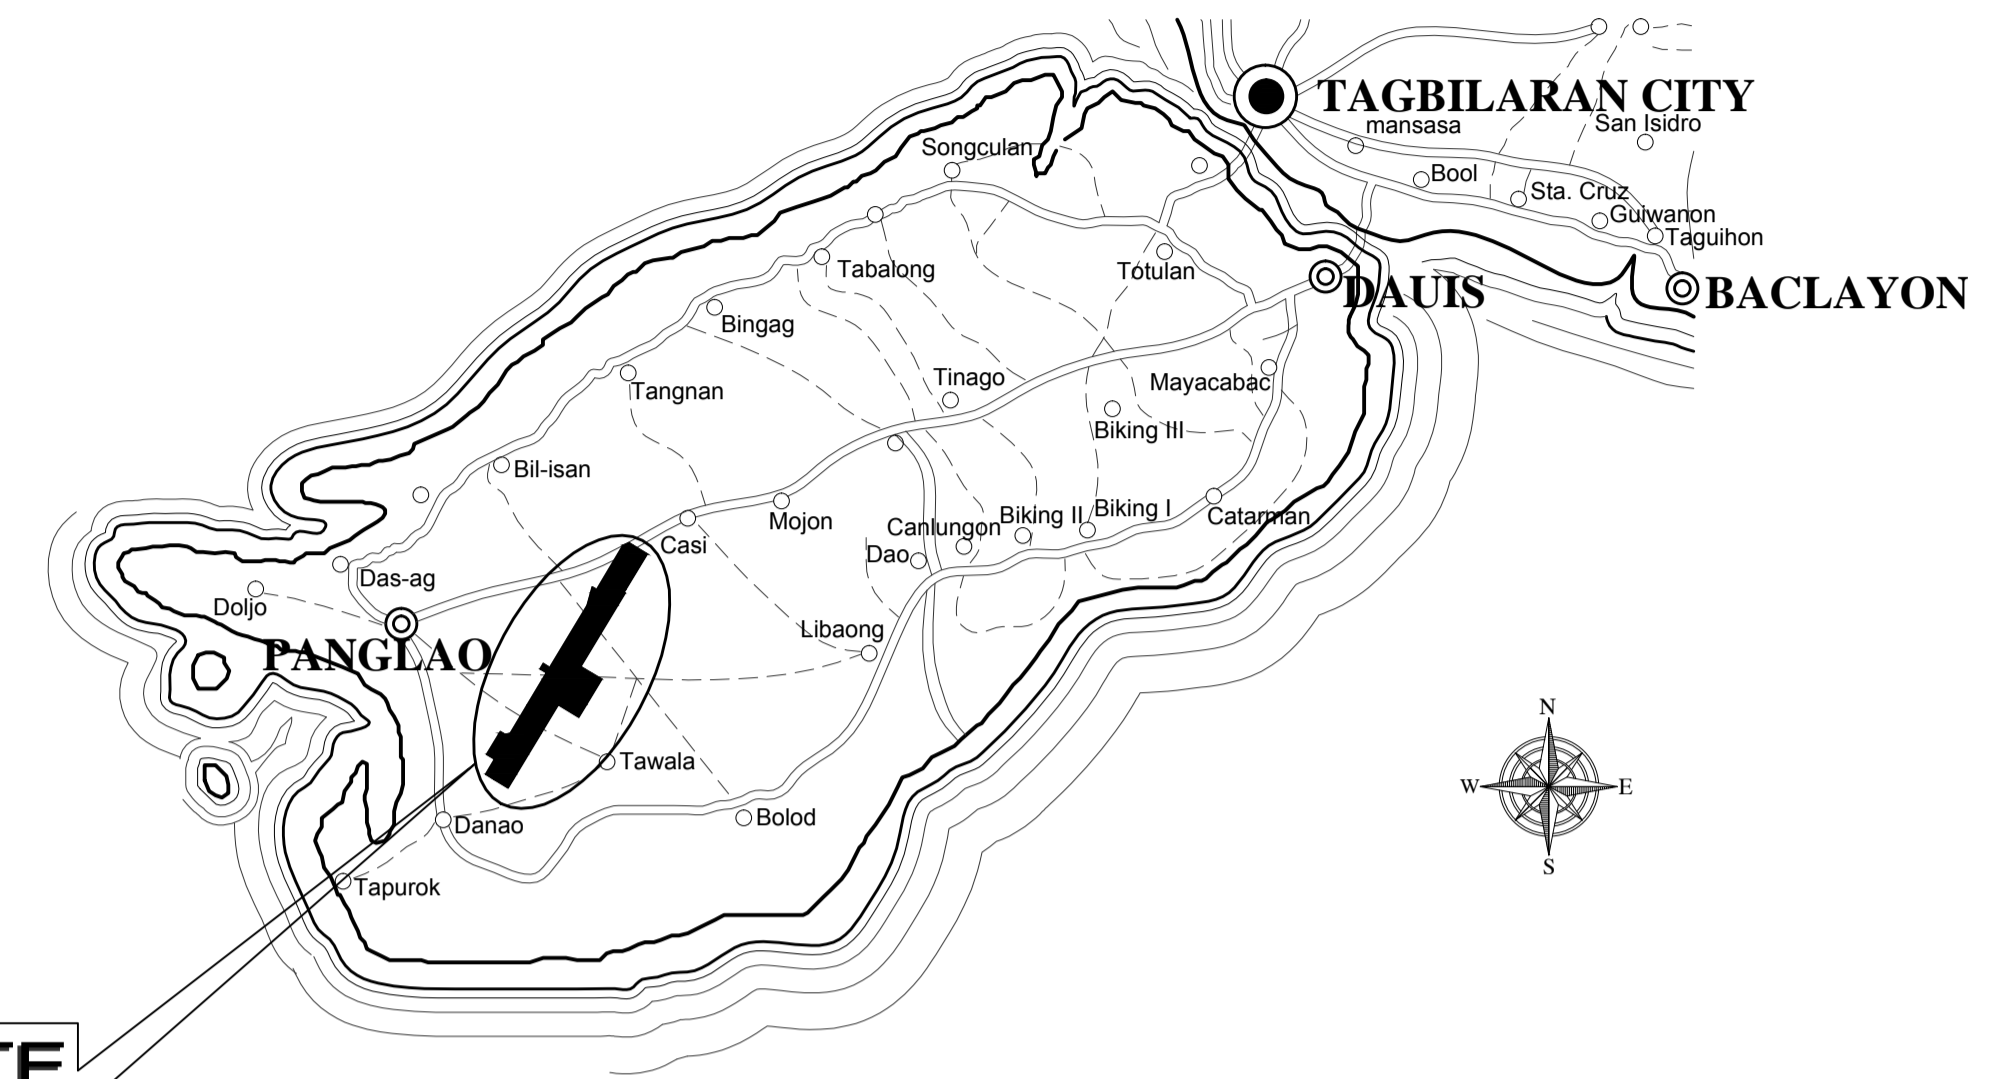 TAGBILARAN CITY
mansasa
San Isidro
Songculan
Bool
Sta. Cruz
Guiwanon
Taguihon
Tabalong
Totulan
DAUIS
BACLAYON
Bingag
Tinago
Mayacabac
Tangnan
Biking III
Bil-isan
Mojon
Canlungon
Biking II
Biking I
Catarman
Casi
Dao
Das-ag
Doljo
Libaong
PANGLAO
N
Tawala
W
E
Danao
Bolod
S
Tapurok
TE